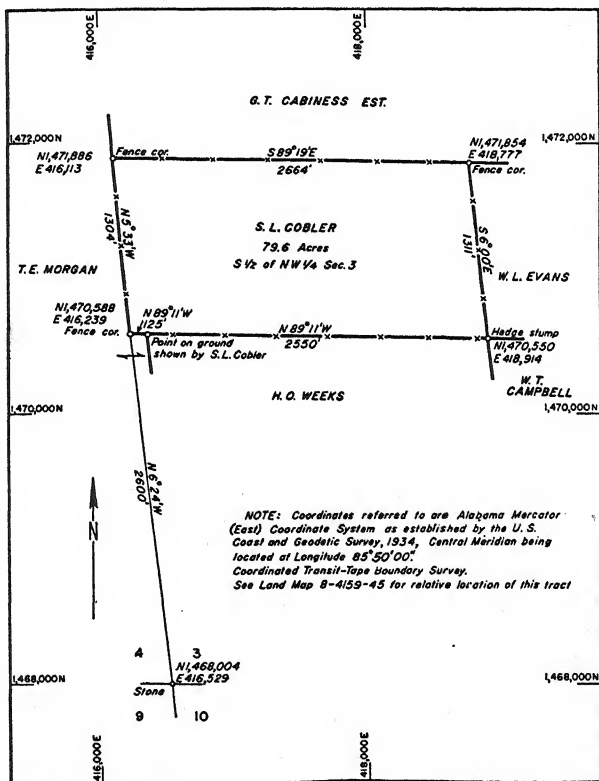 416,000E
418,000E
G.T. CABINESS EST.
1,472,000N
1,472,000N
N1,471,886
E 416,113
Fence cor.
S 89°19'E
2664'
N1,471,854
E 418,777
Fence cor.
N 5°33'W
1304'
S. L. COBLER
79.6 Acres
S 1/2 of NW 1/4 Sec. 3
S 6°00'E
1311'
T.E. MORGAN
W. L. EVANS
N1,470,588
E 416,239
Fence cor.
N 89°11'W
125'
N 89°11'W
2550'
Hedge stump
N1,470,550
E 418,914
Point on ground
shown by S.L. Cobler
W.T.
CAMPBELL
H.O. WEEKS
1,470,000N
1,470,000N
N 6°24'W
2600'
N
NOTE: Coordinates referred to are Alabama Mercator
(East) Coordinate System as established by the U. S.
Coast and Geodetic Survey, 1934, Central Meridian being
located at Longitude 85°50'00".
Coordinated Transit-Tape Boundary Survey.
See Land Map 8-4159-45 for relative location of this tract
4 3
N1,468,004
E 416,529
1,468,000N
1,468,000N
Stone
9 10
416,000E
418,000E